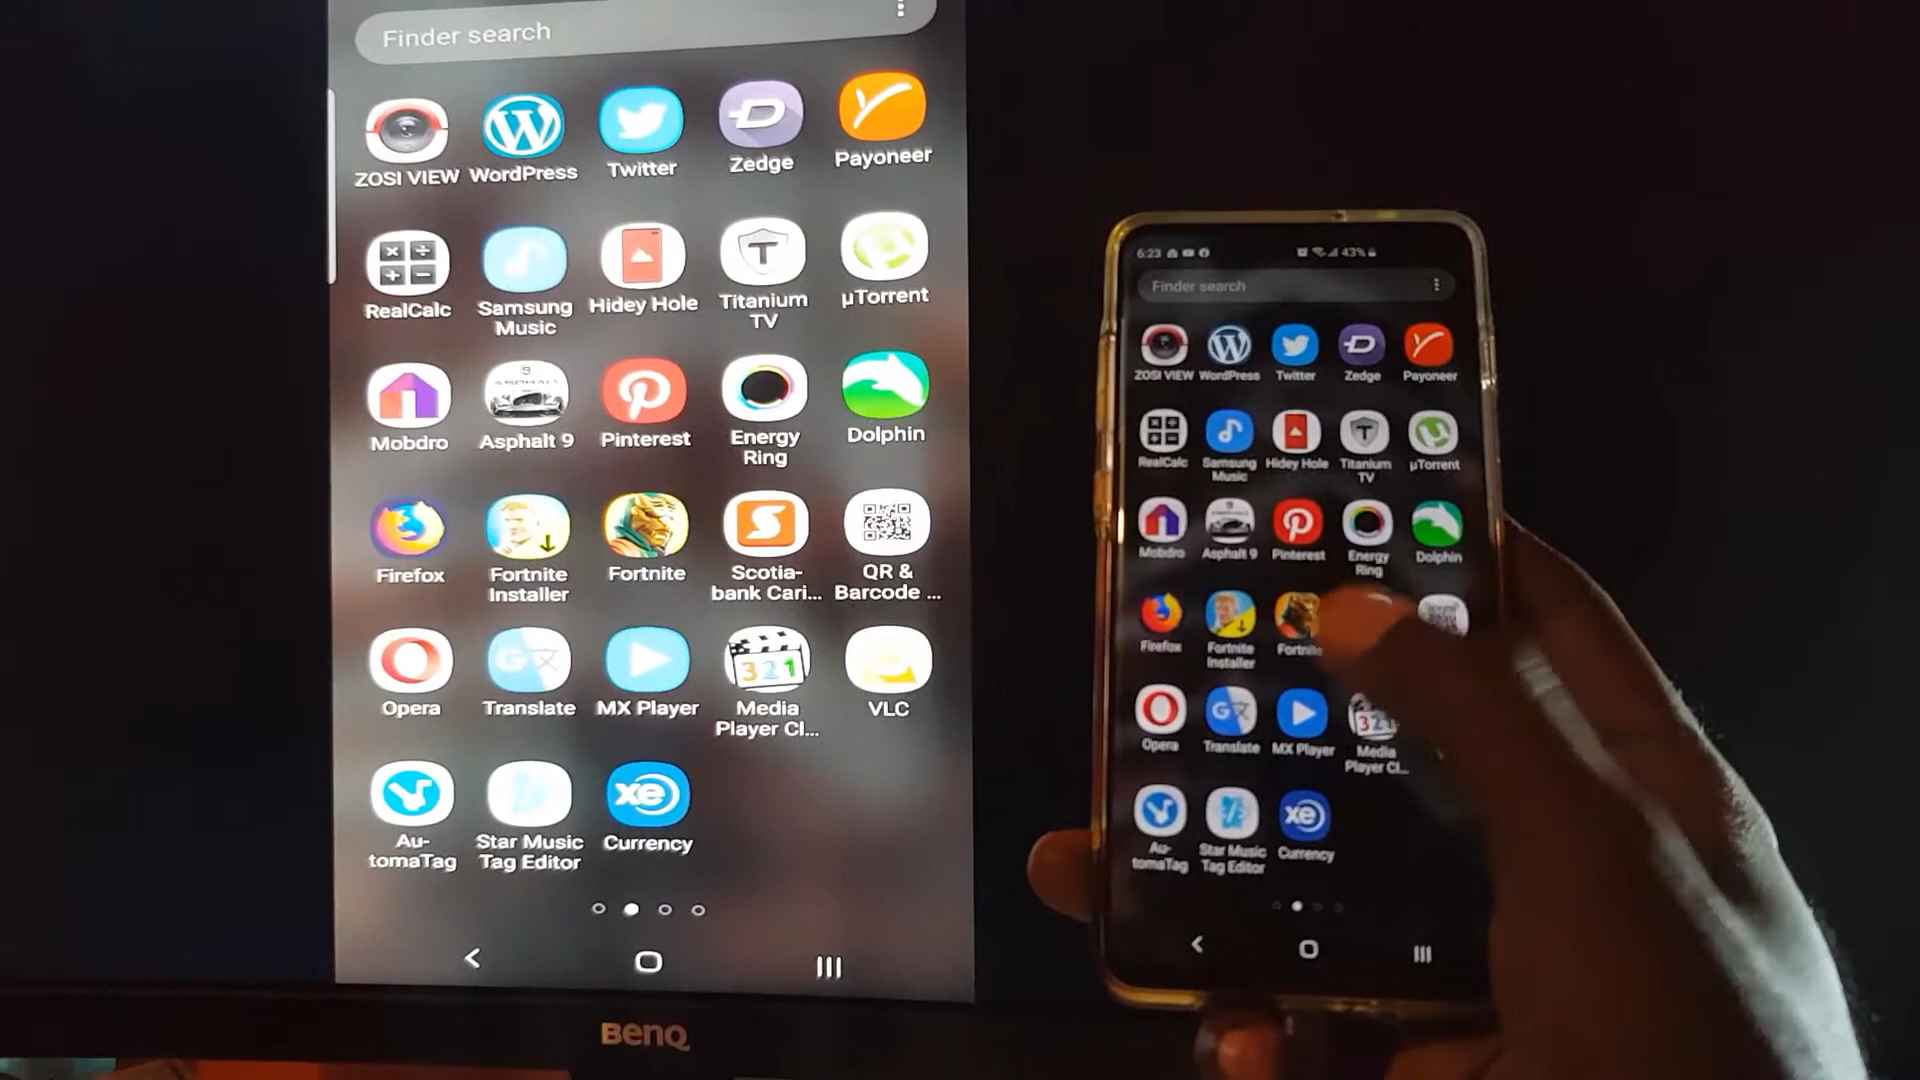 Finder search
ZOSI VIEW WordPress Twitter Zedge Payoneer
RealCalc Samsung Music Hidey Hole Titanium TV µTorrent
Mobdro Asphalt 9 Pinterest Energy Ring Dolphin
Firefox Fortnite Installer Fortnite Scotia-bank Cari... QR & Barcode ...
Opera Translate MX Player Media Player Cl... VLC
Au-tomaTag Star Music Tag Editor Currency
BenQ
6:23 43%
Finder search
ZOSI VIEW WordPress Twitter Zedge Payoneer
RealCalc Samsung Music Hidey Hole Titanium TV µTorrent
Mobdro Asphalt 9 Pinterest Energy Ring Dolphin
Firefox Fortnite Installer
Opera Translate MX Player Media Player Cl...
Au-tomaTag Star Music Tag Editor Currency